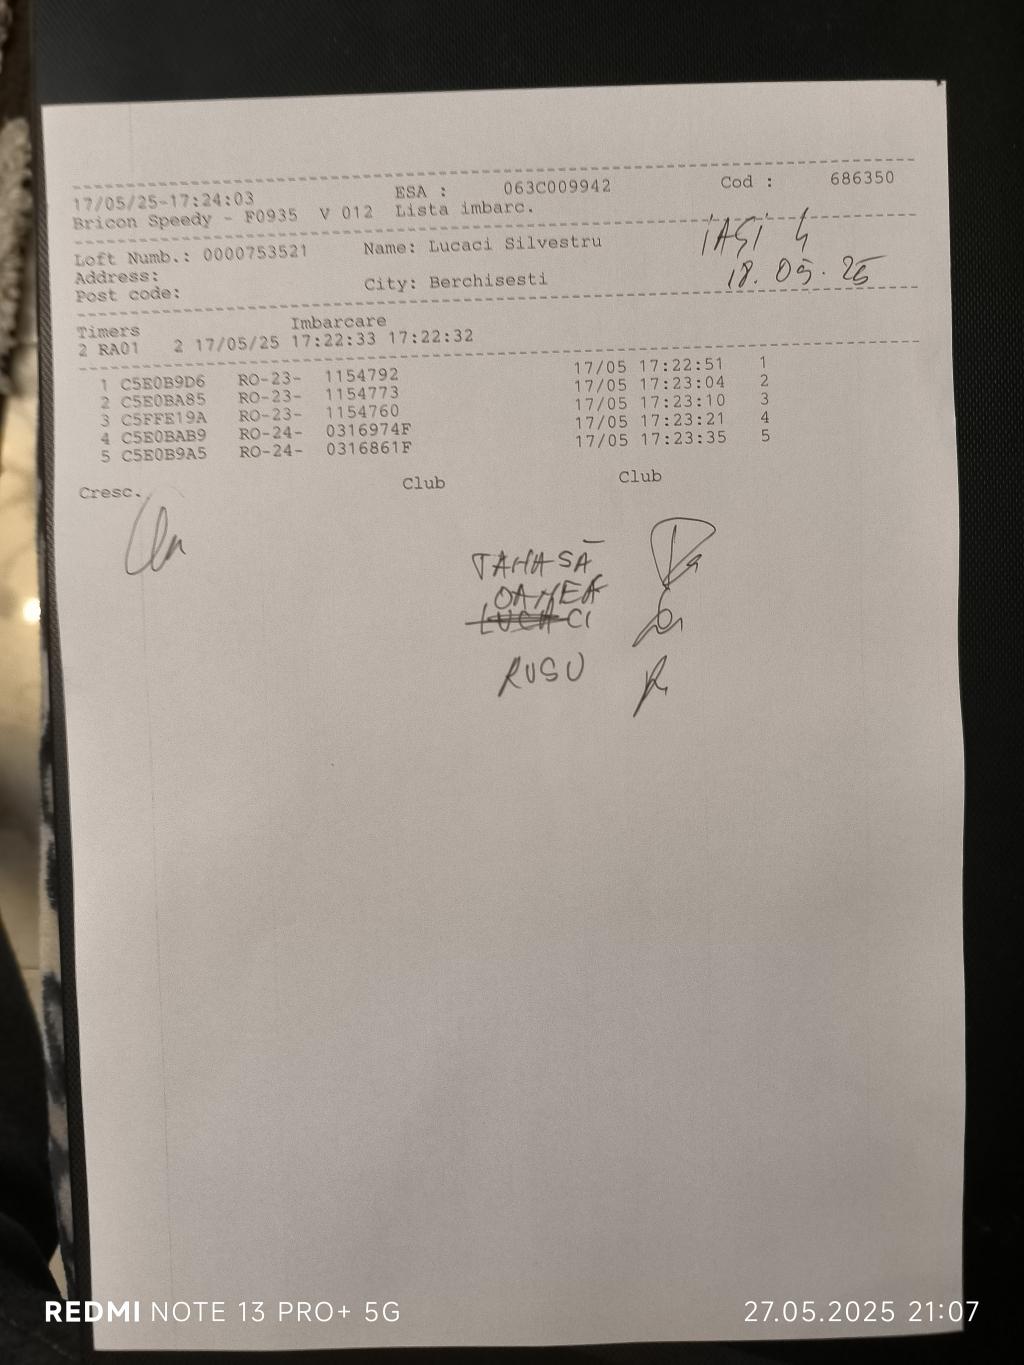 17/05/25-17:24:03 ESA : 063C009942 Cod : 686350
Bricon Speedy - F0935 V 012 Lista imbarc.
Loft Numb.: 0000753521 Name: Lucaci Silvestru
IAȘI 4
Address:
Post code: City: Berchisesti
18.05.25
Timers Imbarcare
2 RA01 2 17/05/25 17:22:33 17:22:32
1 C5E0B9D6 RO-23- 1154792 17/05 17:22:51 1
2 C5E0BA85 RO-23- 1154773 17/05 17:23:04 2
3 C5FFE19A RO-23- 1154760 17/05 17:23:10 3
4 C5E0BAB9 RO-24- 0316974F 17/05 17:23:21 4
5 C5E0B9A5 RO-24- 0316861F 17/05 17:23:35 5
Cresc. Club Club
TANASĂ
OANEA
LUCACI
RUSU
REDMI NOTE 13 PRO+ 5G 27.05.2025 21:07